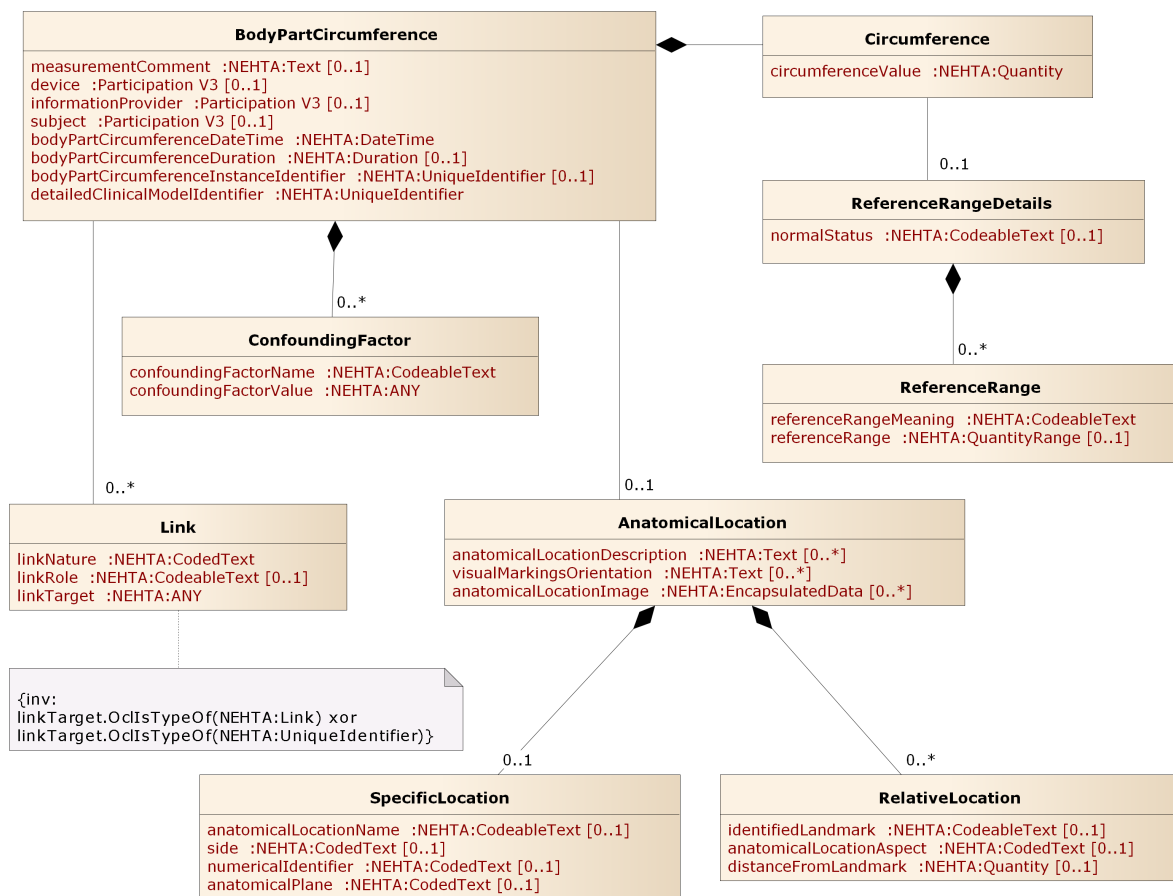 BodyPartCircumference
measurementComment :NEHTA:Text [0..1]
device :Participation V3 [0..1]
informationProvider :Participation V3 [0..1]
subject :Participation V3 [0..1]
bodyPartCircumferenceDateTime :NEHTA:DateTime
bodyPartCircumferenceDuration :NEHTA:Duration [0..1]
bodyPartCircumferenceInstanceIdentifier :NEHTA:UniqueIdentifier [0..1]
detailedClinicalModelIdentifier :NEHTA:UniqueIdentifier
Circumference
circumferenceValue :NEHTA:Quantity
0..1
ReferenceRangeDetails
normalStatus :NEHTA:CodeableText [0..1]
0..*
ConfoundingFactor
confoundingFactorName :NEHTA:CodeableText
confoundingFactorValue :NEHTA:ANY
0..*
ReferenceRange
referenceRangeMeaning :NEHTA:CodeableText
referenceRange :NEHTA:QuantityRange [0..1]
0..*
Link
linkNature :NEHTA:CodedText
linkRole :NEHTA:CodeableText [0..1]
linkTarget :NEHTA:ANY
0..1
AnatomicalLocation
anatomicalLocationDescription :NEHTA:Text [0..*]
visualMarkingsOrientation :NEHTA:Text [0..*]
anatomicalLocationImage :NEHTA:EncapsulatedData [0..*]
{inv:
linkTarget.OclIsTypeOf(NEHTA:Link) xor
linkTarget.OclIsTypeOf(NEHTA:UniqueIdentifier)}
0..1
SpecificLocation
anatomicalLocationName :NEHTA:CodeableText [0..1]
side :NEHTA:CodedText [0..1]
numericalIdentifier :NEHTA:CodedText [0..1]
anatomicalPlane :NEHTA:CodedText [0..1]
0..*
RelativeLocation
identifiedLandmark :NEHTA:CodeableText [0..1]
anatomicalLocationAspect :NEHTA:CodedText [0..1]
distanceFromLandmark :NEHTA:Quantity [0..1]